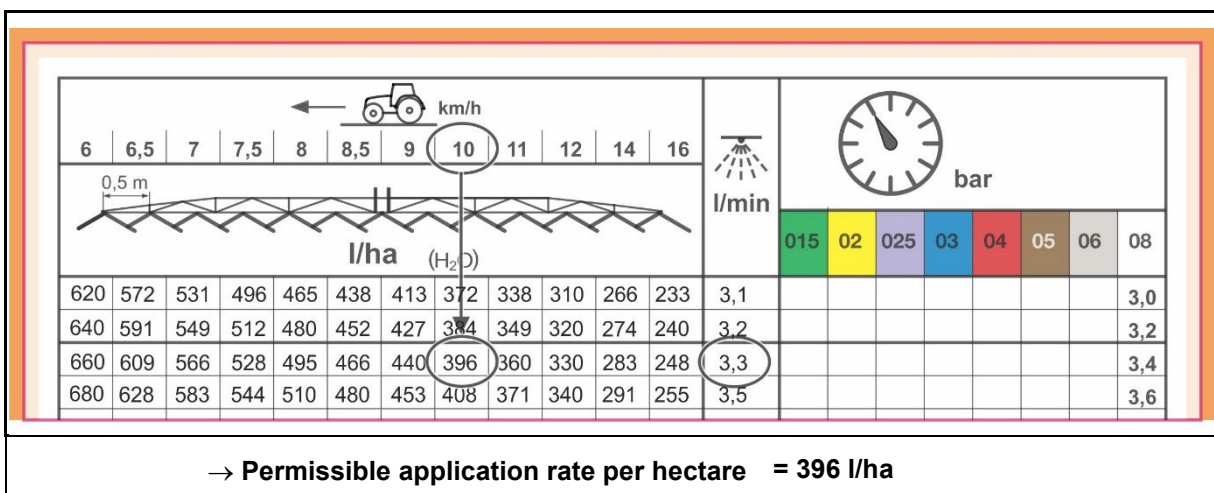 km/h
6 6,5 7 7,5 8 8,5 9 10 11 12 14 16
0,5 m
l/min
bar
015 02 025 03 04 05 06 08
l/ha (H₂O)
620 572 531 496 465 438 413 372 338 310 266 233 3,1 3,0
640 591 549 512 480 452 427 384 349 320 274 240 3,2 3,2
660 609 566 528 495 466 440 396 360 330 283 248 3,3 3,4
680 628 583 544 510 480 453 408 371 340 291 255 3,5 3,6
→ Permissible application rate per hectare = 396 l/ha